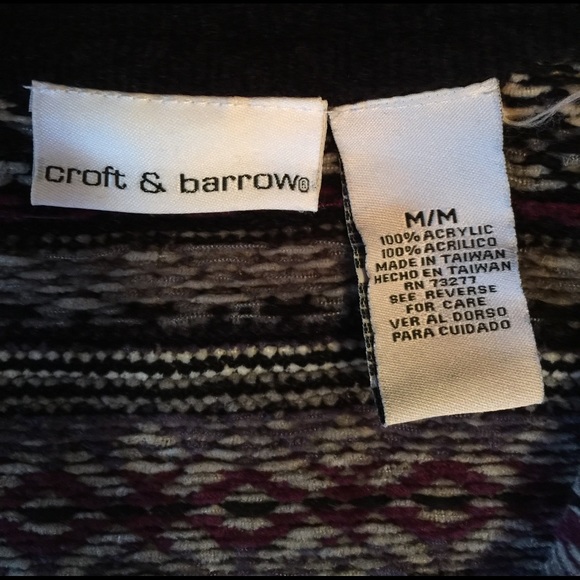 croft & barrow®
M/M
100% ACRYLIC
100% ACRILICO
MADE IN TAIWAN
HECHO EN TAIWAN
RN 73277
SEE REVERSE
FOR CARE
VER AL DORSO
PARA CUIDADO